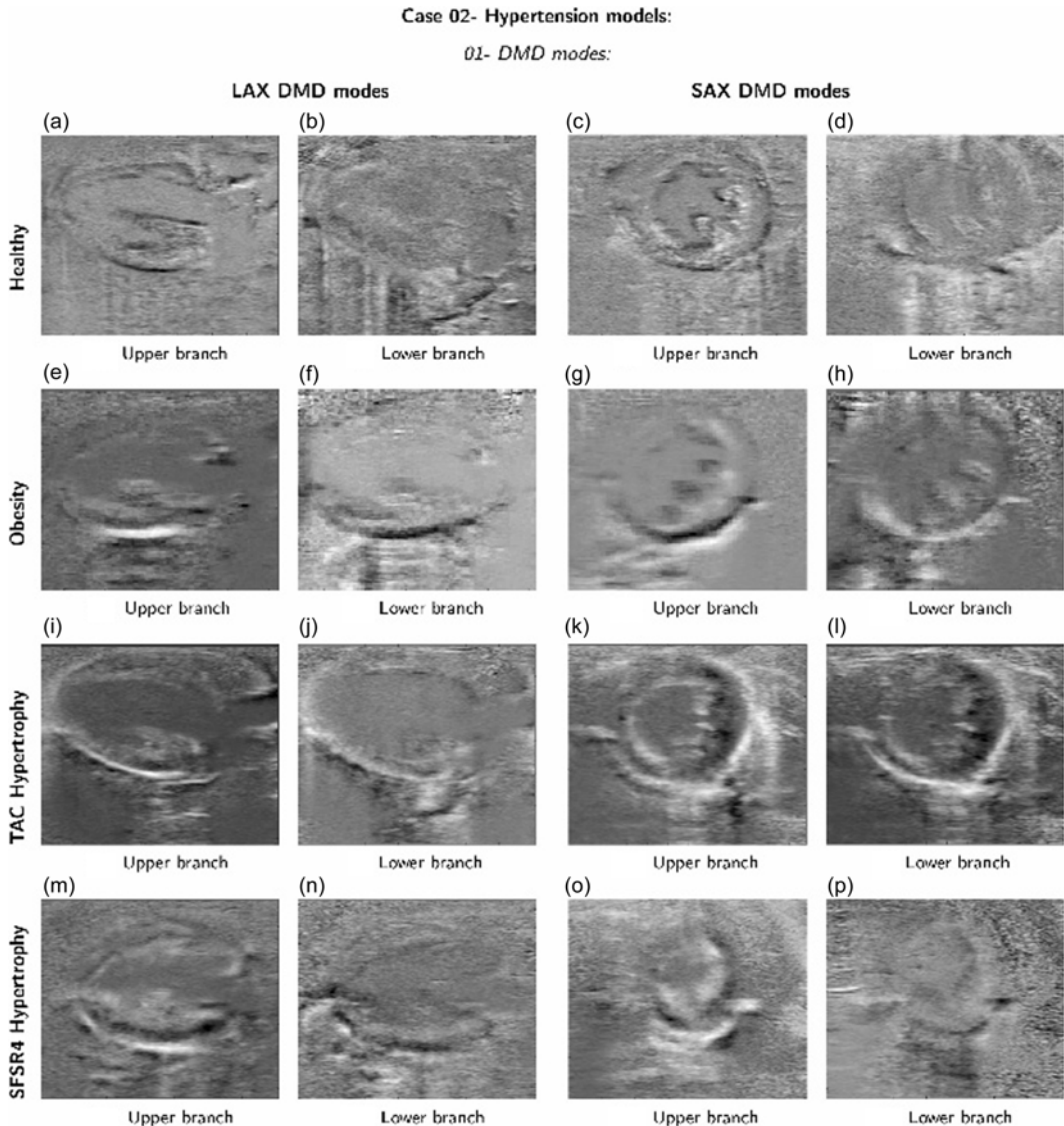 Case 02- Hypertension models:
01- DMD modes:
LAX DMD modes
SAX DMD modes
(a)
(b)
(c)
(d)
Healthy
Upper branch
Lower branch
Upper branch
Lower branch
(e)
(f)
(g)
(h)
Obesity
Upper branch
Lower branch
Upper branch
Lower branch
(i)
(j)
(k)
(l)
TAC Hypertrophy
Upper branch
Lower branch
Upper branch
Lower branch
(m)
(n)
(o)
(p)
SFSR4 Hypertrophy
Upper branch
Lower branch
Upper branch
Lower branch